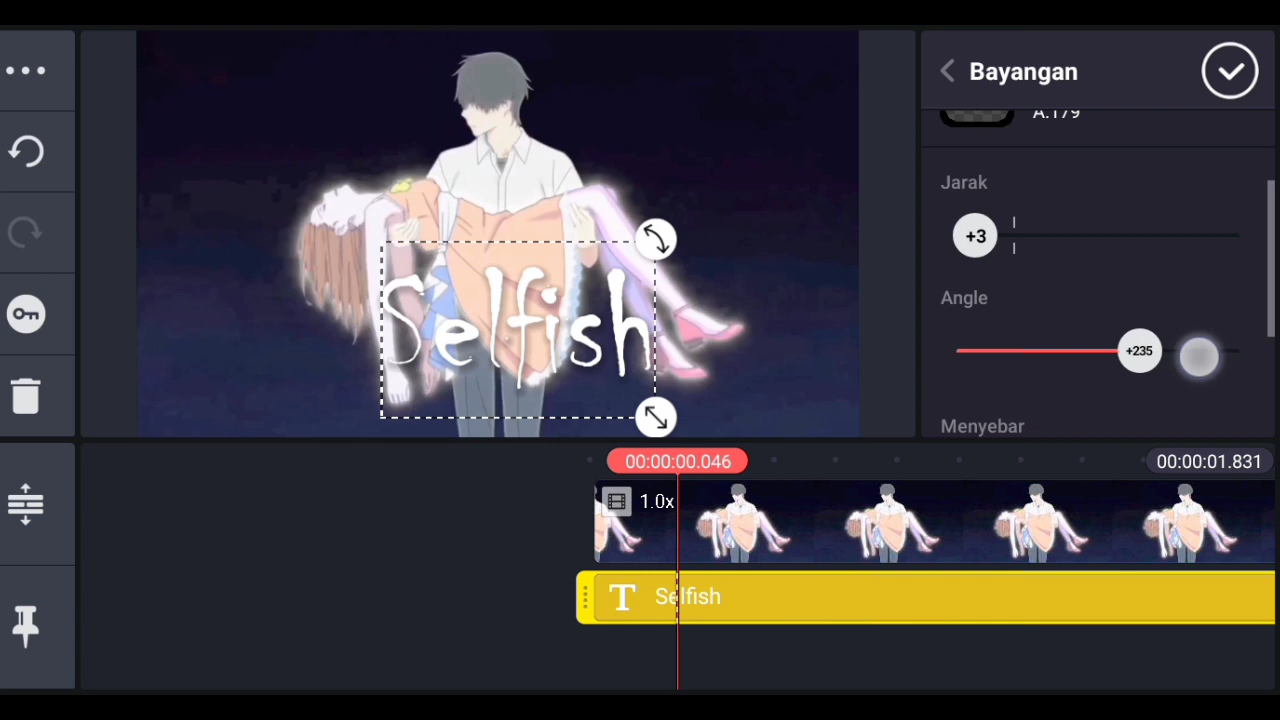 Bayangan
A:179
Jarak
+3
Angle
+235
Menyebar
Selfish
00:00:00.046
00:00:01.831
1.0x
T Selfish